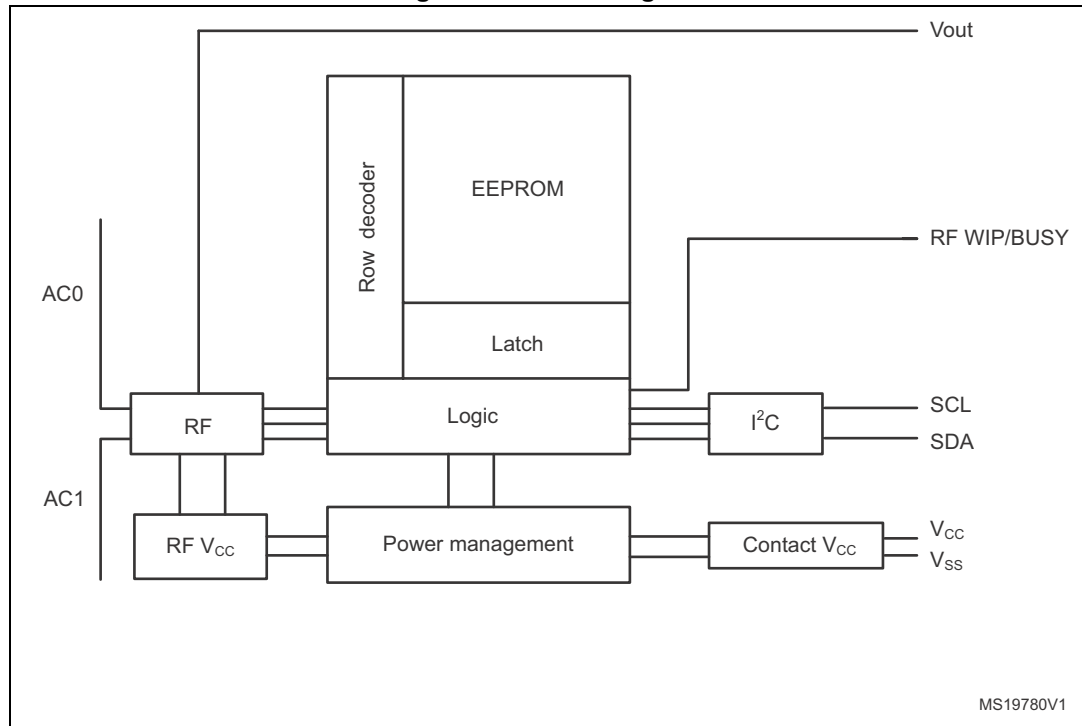 Vout
EEPROM
Row decoder
RF WIP/BUSY
AC0
Latch
SCL
RF
Logic
I²C
SDA
AC1
V_CC
RF V_CC
Power management
Contact V_CC
V_SS
MS19780V1